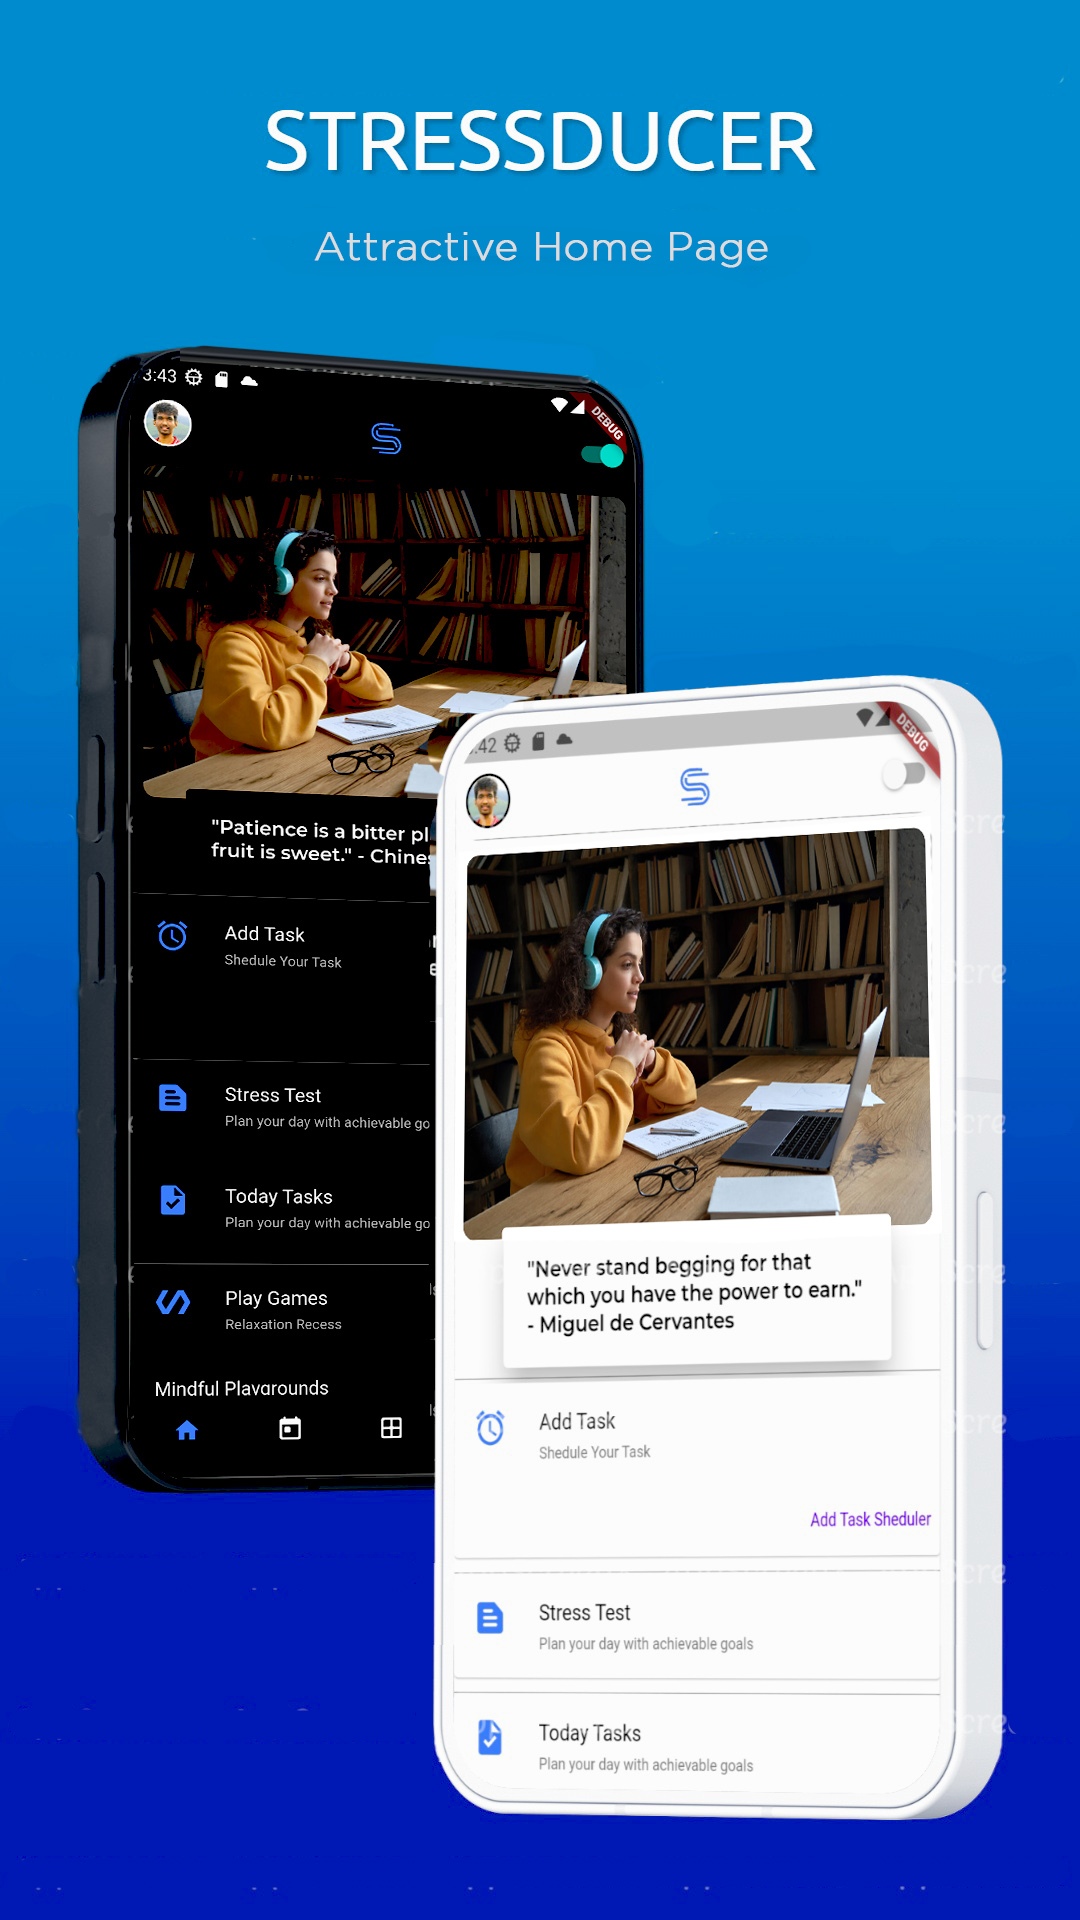 STRESSDUCER
Attractive Home Page
3:43
DEBUG
"Patience is a bitter
fruit is sweet." -
Add Task
Shedule Your Task
Stress Test
Plan your day with achievable
Today Tasks
Plan your day with achievable
Play Games
Relaxation Recess
Mindful Playgrounds
:42
DEBUG
"Never stand begging for that
which you have the power to earn."
- Miguel de Cervantes
Add Task
Shedule Your Task
Add Task Sheduler
Stress Test
Plan your day with achievable goals
Today Tasks
Plan your day with achievable goals